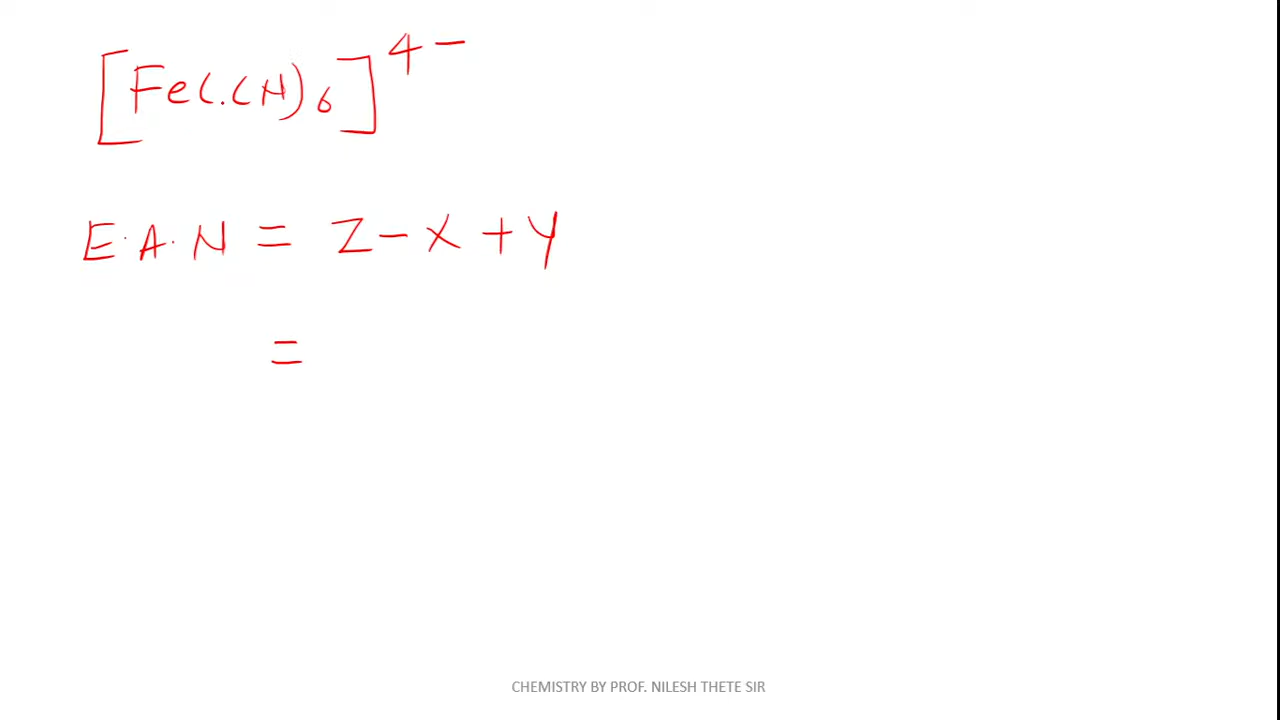 [Fe(.CN)6]4-
E.A.N = Z - X + Y
=
CHEMISTRY BY PROF. NILESH THETE SIR